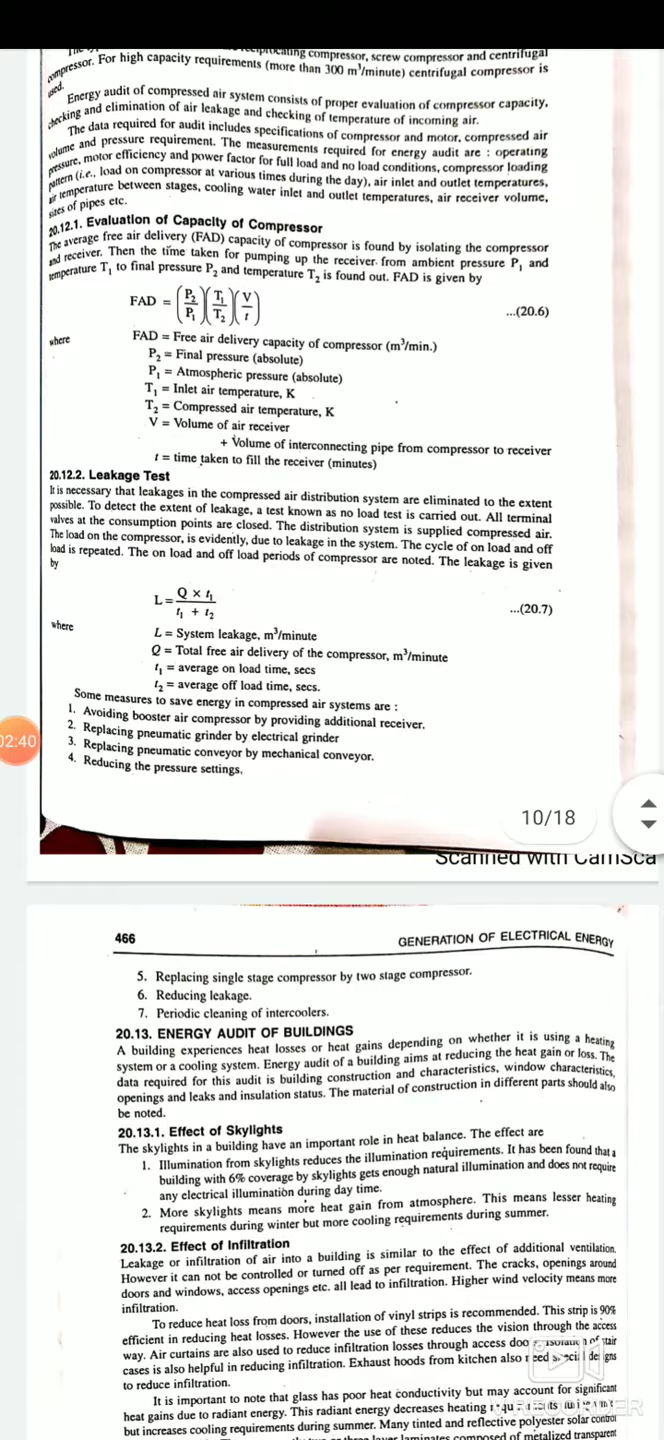 reciprocating compressor, screw compressor and centrifugal
compressor. For high capacity requirements (more than 300 m³/minute) centrifugal compressor is
used.
Energy audit of compressed air system consists of proper evaluation of compressor capacity,
checking and elimination of air leakage and checking of temperature of incoming air.
The data required for audit includes specifications of compressor and motor, compressed air
volume and pressure requirement. The measurements required for energy audit are : operating
pressure, motor efficiency and power factor for full load and no load conditions, compressor loading
pattern (i.e., load on compressor at various times during the day), air inlet and outlet temperatures,
air temperature between stages, cooling water inlet and outlet temperatures, air receiver volume,
sizes of pipes etc.
20.12.1. Evaluation of Capacity of Compressor
The average free air delivery (FAD) capacity of compressor is found by isolating the compressor
and receiver. Then the time taken for pumping up the receiver from ambient pressure P₁ and
temperature T₁ to final pressure P₂ and temperature T₂ is found out. FAD is given by
FAD = (P₂/P₁)(T₁/T₂)(V/t) ...(20.6)
where FAD = Free air delivery capacity of compressor (m³/min.)
P₂ = Final pressure (absolute)
P₁ = Atmospheric pressure (absolute)
T₁ = Inlet air temperature, K
T₂ = Compressed air temperature, K
V = Volume of air receiver
+ Volume of interconnecting pipe from compressor to receiver
t = time taken to fill the receiver (minutes)
20.12.2. Leakage Test
It is necessary that leakages in the compressed air distribution system are eliminated to the extent
possible. To detect the extent of leakage, a test known as no load test is carried out. All terminal
valves at the consumption points are closed. The distribution system is supplied compressed air.
The load on the compressor, is evidently, due to leakage in the system. The cycle of on load and off
load is repeated. The on load and off load periods of compressor are noted. The leakage is given
by
L = Q × t₁ / t₁ + t₂ ...(20.7)
where L = System leakage, m³/minute
Q = Total free air delivery of the compressor, m³/minute
t₁ = average on load time, secs
t₂ = average off load time, secs.
Some measures to save energy in compressed air systems are :
1. Avoiding booster air compressor by providing additional receiver.
2. Replacing pneumatic grinder by electrical grinder
02:40
3. Replacing pneumatic conveyor by mechanical conveyor.
4. Reducing the pressure settings.
10/18
Scanned with CamSca
466 GENERATION OF ELECTRICAL ENERGY
5. Replacing single stage compressor by two stage compressor.
6. Reducing leakage.
7. Periodic cleaning of intercoolers.
20.13. ENERGY AUDIT OF BUILDINGS
A building experiences heat losses or heat gains depending on whether it is using a heating
system or a cooling system. Energy audit of a building aims at reducing the heat gain or loss. The
data required for this audit is building construction and characteristics, window characteristics,
openings and leaks and insulation status. The material of construction in different parts should also
be noted.
20.13.1. Effect of Skylights
The skylights in a building have an important role in heat balance. The effect are
1. Illumination from skylights reduces the illumination requirements. It has been found that a
building with 6% coverage by skylights gets enough natural illumination and does not require
any electrical illumination during day time.
2. More skylights means more heat gain from atmosphere. This means lesser heating
requirements during winter but more cooling requirements during summer.
20.13.2. Effect of Infiltration
Leakage or infiltration of air into a building is similar to the effect of additional ventilation.
However it can not be controlled or turned off as per requirement. The cracks, openings around
doors and windows, access openings etc. all lead to infiltration. Higher wind velocity means more
infiltration.
To reduce heat loss from doors, installation of vinyl strips is recommended. This strip is 90%
efficient in reducing heat losses. However the use of these reduces the vision through the access
way. Air curtains are also used to reduce infiltration losses through access doo isolation of stair
cases is also helpful in reducing infiltration. Exhaust hoods from kitchen also need special designs
to reduce infiltration.
It is important to note that glass has poor heat conductivity but may account for significant
heat gains due to radiant energy. This radiant energy decreases heating
RECORDER
but increases cooling requirements during summer. Many tinted and reflective polyester solar control
laminates composed of metalized transparent